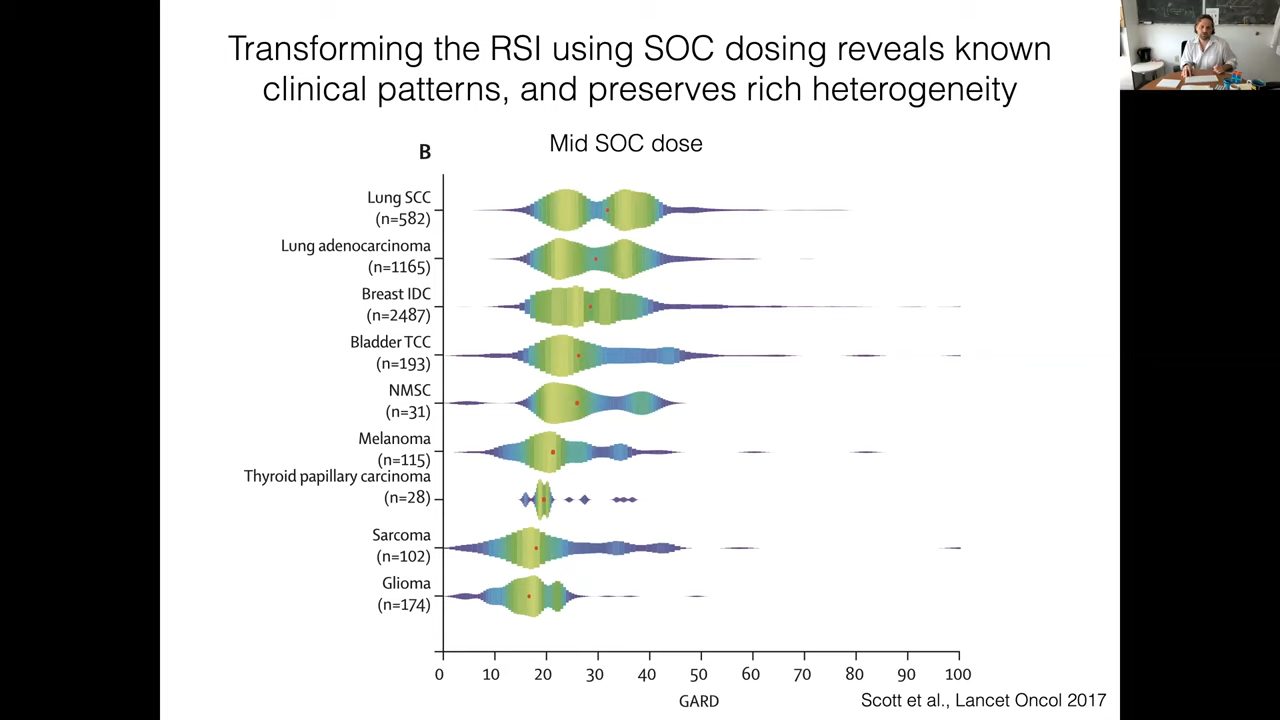 Transforming the RSI using SOC dosing reveals known
clinical patterns, and preserves rich heterogeneity
Mid SOC dose
B
Lung SCC
(n=582)
Lung adenocarcinoma
(n=1165)
Breast IDC
(n=2487)
Bladder TCC
(n=193)
NMSC
(n=31)
Melanoma
(n=115)
Thyroid papillary carcinoma
(n=28)
Sarcoma
(n=102)
Glioma
(n=174)
0 10 20 30 40 50 60 70 80 90 100
GARD
Scott et al., Lancet Oncol 2017